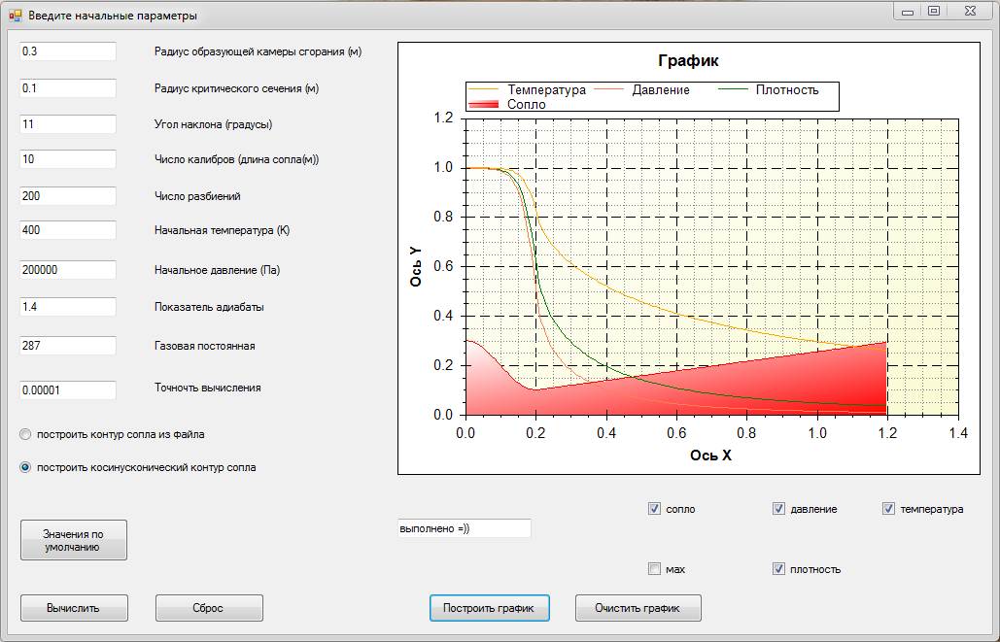 Введите начальные параметры
0.3 Радиус образующей камеры сгорания (м)
0.1 Радиус критического сечения (м)
11 Угол наклона (градусы)
10 Число калибров (длина сопла(м))
200 Число разбиений
400 Начальная температура (К)
200000 Начальное давление (Па)
1.4 Показатель адиабаты
287 Газовая постоянная
0.00001 Точночть вычисления
построить контур сопла из файла
построить косинусконический контур сопла
Значения по
умолчанию
Вычислить
Сброс
График
Температура Давление Плотность
Сопло
1.2
1.0
0.8
0.6
0.4
0.2
0.0
Ось Y
0.0 0.2 0.4 0.6 0.8 1.0 1.2 1.4
Ось X
сопло давление температура
выполнено =))
мах плотность
Построить график
Очистить график